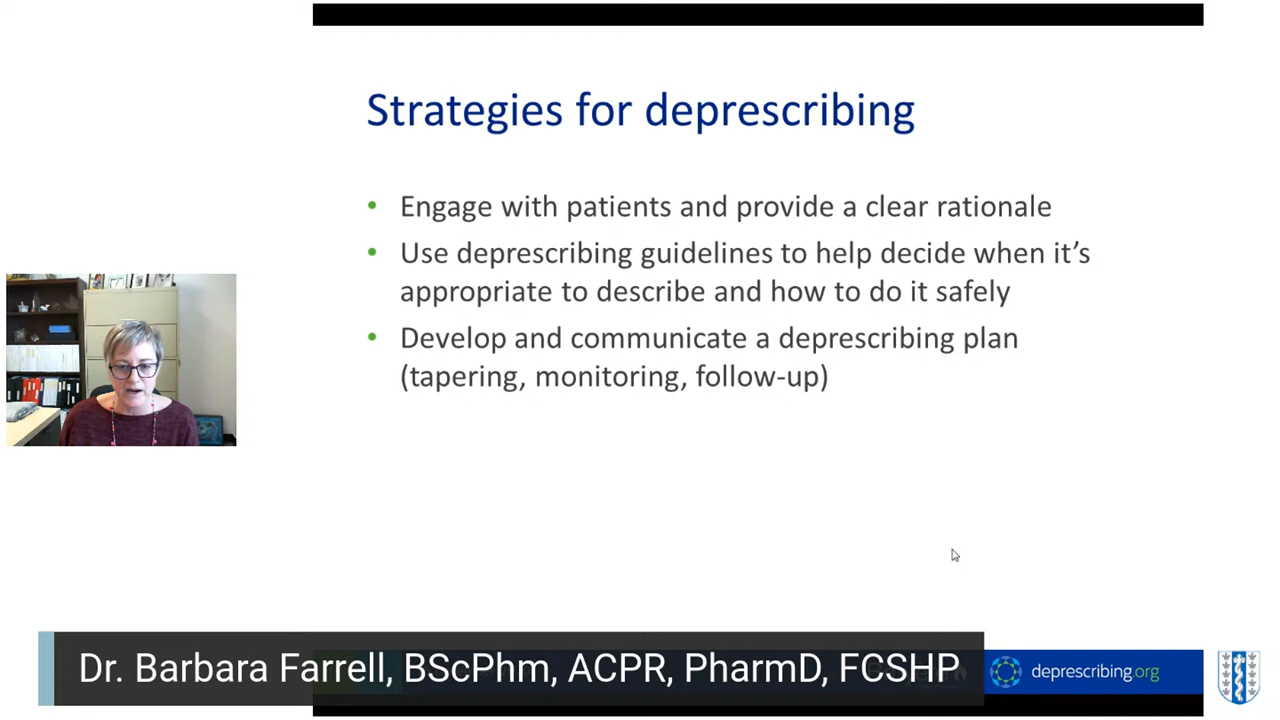 Strategies for deprescribing
• Engage with patients and provide a clear rationale
• Use deprescribing guidelines to help decide when it's
appropriate to describe and how to do it safely
• Develop and communicate a deprescribing plan
(tapering, monitoring, follow-up)
Dr. Barbara Farrell, BScPhm, ACPR, PharmD, FCSHP
deprescribing.org